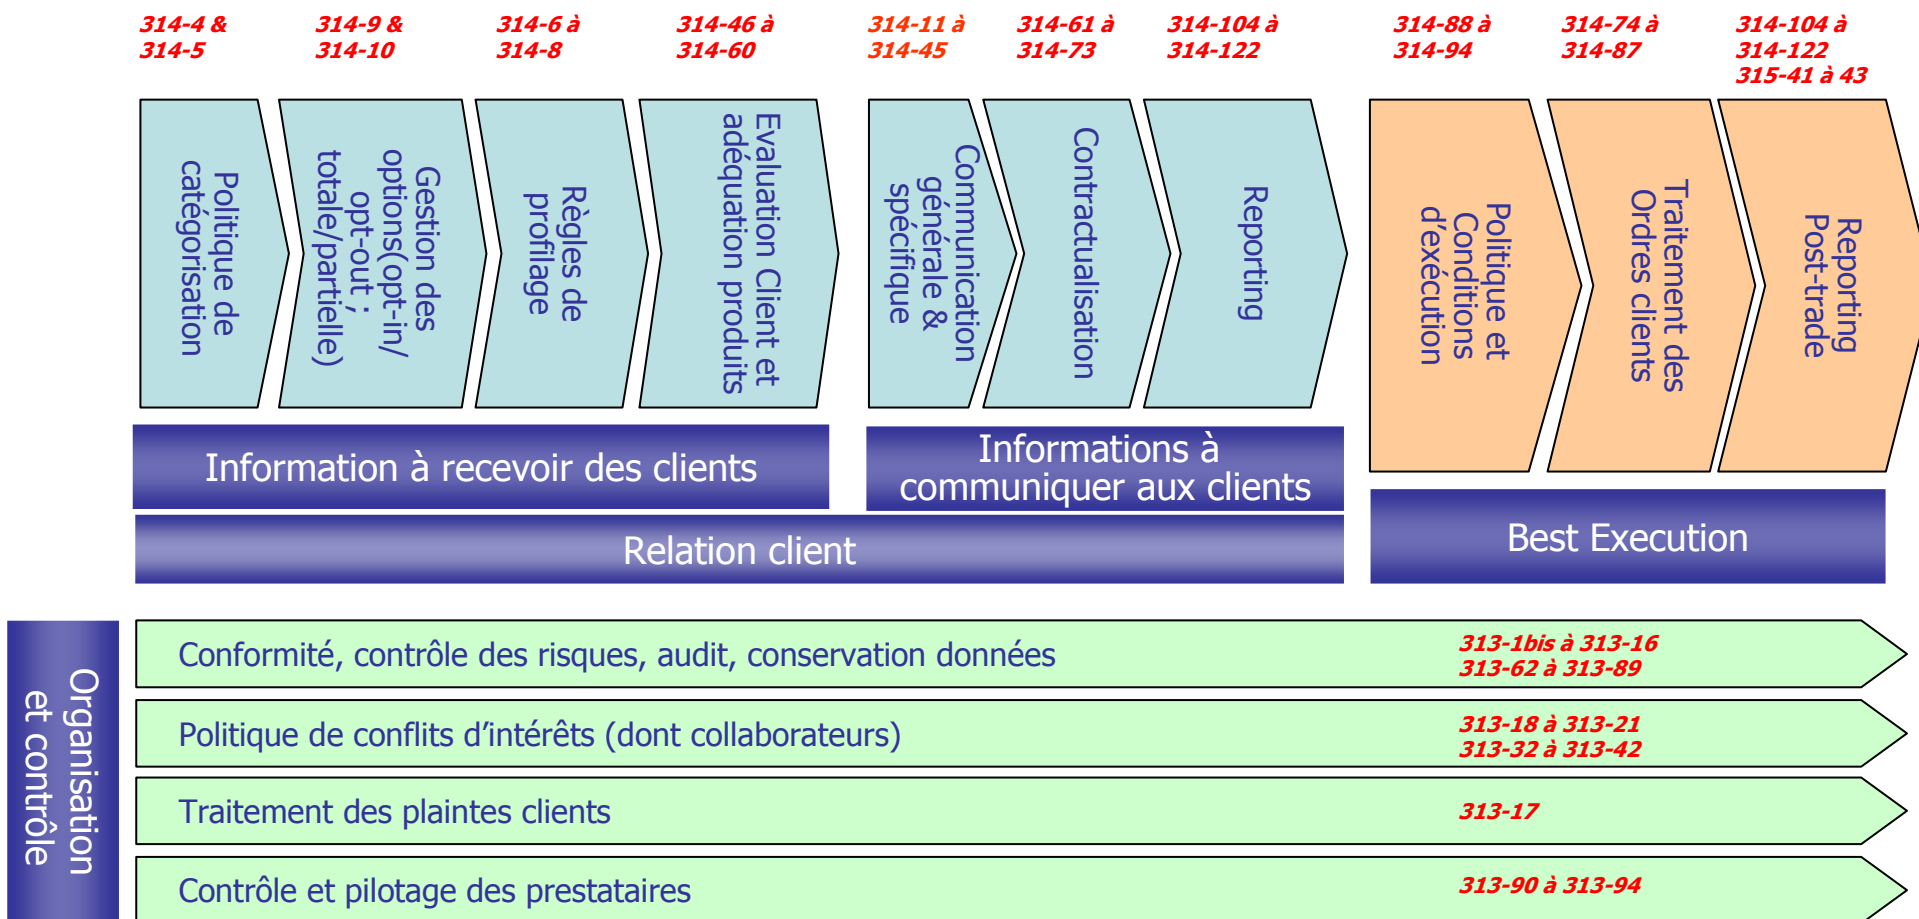 314-4 &
314-5
314-9 &
314-10
314-6 à
314-8
314-46 à
314-60
314-11 à
314-45
314-61 à
314-73
314-104 à
314-122
314-88 à
314-94
314-74 à
314-87
314-104 à
314-122
315-41 à 43
Politique de
catégorisation
Gestion des
options(opt-in/
opt-out ;
totale/partielle)
Règles de
profilage
Evaluation Client et
adéquation produits
Communication
générale &
spécifique
Contractualisation
Reporting
Politique et
Conditions
d'exécution
Traitement des
Ordres clients
Reporting
Post-trade
Information à recevoir des clients
Informations à
communiquer aux clients
Relation client
Best Execution
Organisation
et contrôle
Conformité, contrôle des risques, audit, conservation données
313-1bis à 313-16
313-62 à 313-89
Politique de conflits d’intérêts (dont collaborateurs)
313-18 à 313-21
313-32 à 313-42
Traitement des plaintes clients
313-17
Contrôle et pilotage des prestataires
313-90 à 313-94